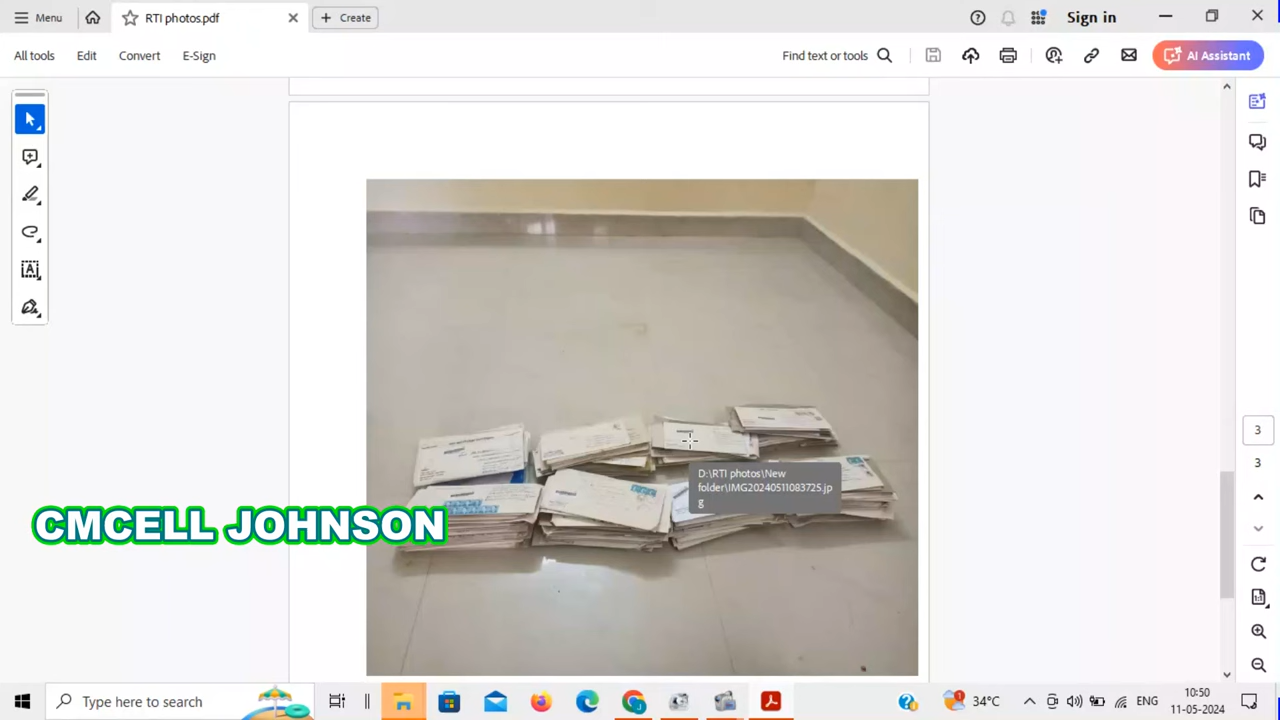 Menu
RTI photos.pdf
Create
Sign in
All tools
Edit
Convert
E-Sign
Find text or tools
AI Assistant
D:\RTI photos\New
folder\IMG20240511083725.jp
g
3
3
CMCELL JOHNSON
Type here to search
34°C
ENG
10:50
11-05-2024